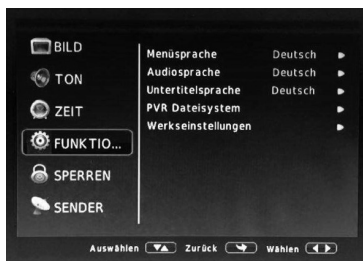 BILD
TON
ZEIT
FUNKTIO...
SPERREN
SENDER
Menüsprache Deutsch
Audiosprache Deutsch
Untertitelsprache Deutsch
PVR Dateisystem
Werkseinstellungen
Auswählen Zurück Wählen